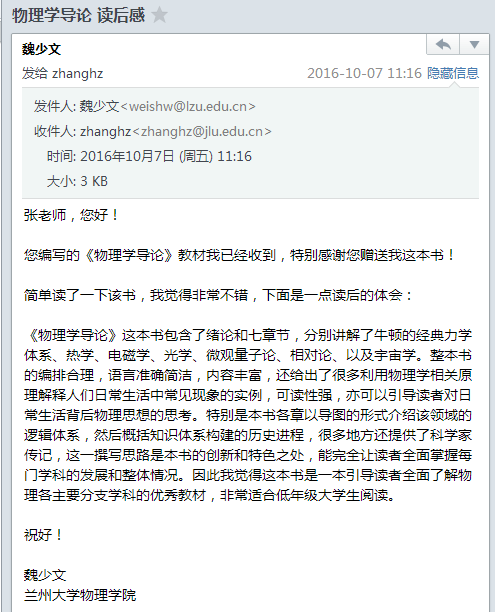 物理学导论 读后感
魏少文
发给 zhanghz 2016-10-07 11:16 隐藏信息
发件人: 魏少文<weishw@lzu.edu.cn>
收件人: zhanghz<zhanghz@jlu.edu.cn>
时间: 2016年10月7日 (周五) 11:16
大小: 3 KB
张老师，您好！
您编写的《物理学导论》教材我已经收到，特别感谢您赠送我这本书！
简单读了一下该书，我觉得非常不错，下面是一点读后的体会：
《物理学导论》这本书包含了绪论和七章节，分别讲解了牛顿的经典力学
体系、热学、电磁学、光学、微观量子论、相对论、以及宇宙学。整本书
的编排合理，语言准确简洁，内容丰富，还给出了很多利用物理学相关原
理解释人们日常生活中常见现象的实例，可读性强，亦可以引导读者对日
常生活背后物理思想的思考。特别是本书各章以导图的形式介绍该领域的
逻辑体系，然后概括知识体系构建的历史进程，很多地方还提供了科学家
传记，这一撰写思路是本书的创新和特色之处，能完全让读者全面掌握每
门学科的发展和整体情况。因此我觉得这本书是一本引导读者全面了解物
理各主要分支学科的优秀教材，非常适合低年级大学生阅读。
祝好！
魏少文
兰州大学物理学院